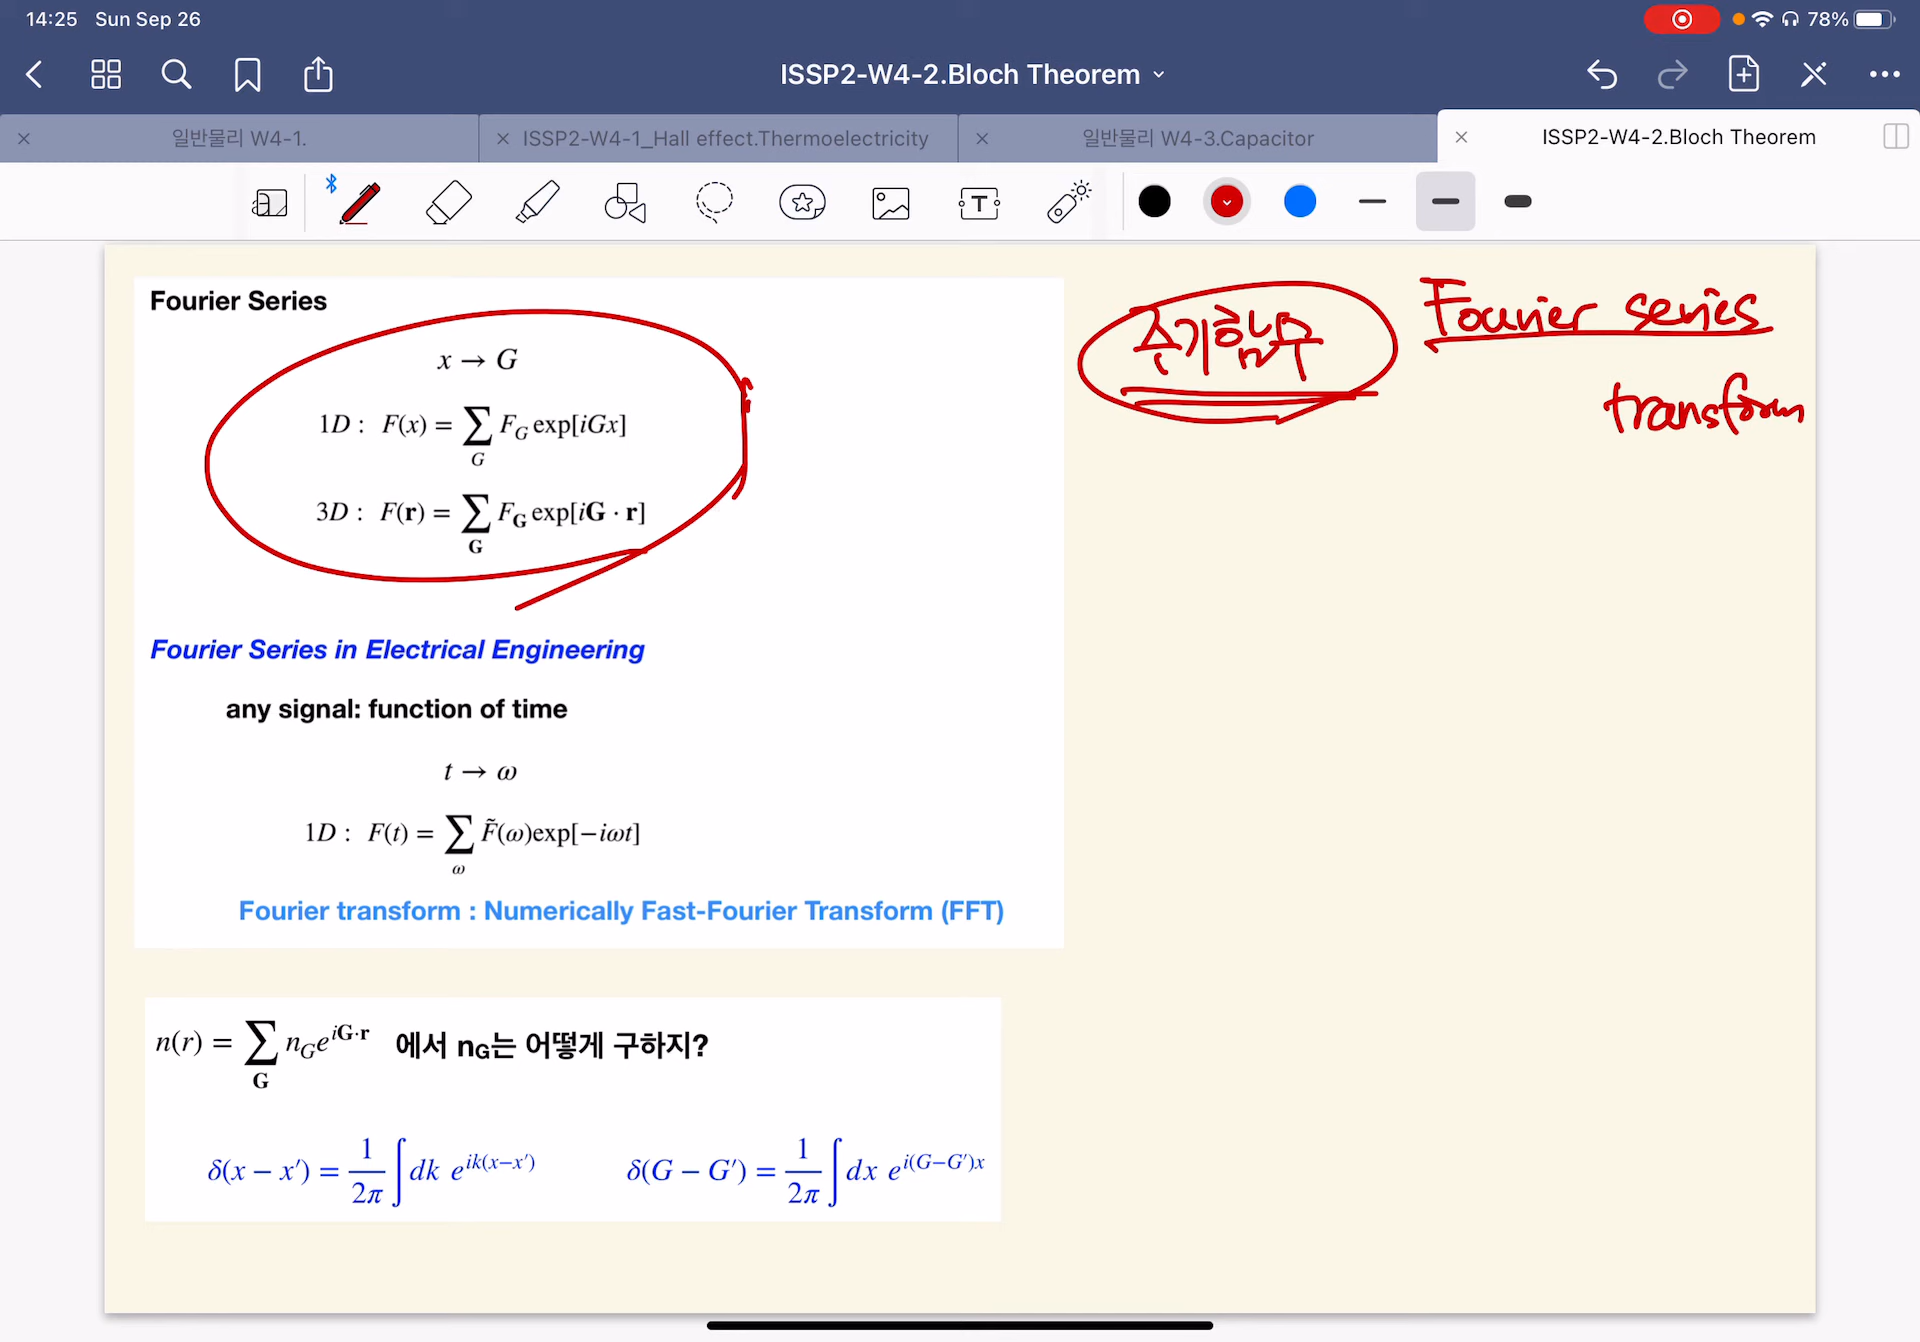 14:25 Sun Sep 26
78%
ISSP2-W4-2.Bloch Theorem
일반물리 W4-1.
ISSP2-W4-1_Hall effect.Thermoelectricity
일반물리 W4-3.Capacitor
ISSP2-W4-2.Bloch Theorem
Fourier Series
x → G
1D : F(x) = ∑_G F_G exp[iGx]
3D : F(𝐫) = ∑_𝐆 F_𝐆 exp[i𝐆 · 𝐫]
주기함수
Fourier series
transform
Fourier Series in Electrical Engineering
any signal: function of time
t → ω
1D : F(t) = ∑_ω F̃(ω)exp[−iωt]
Fourier transform : Numerically Fast-Fourier Transform (FFT)
n(r) = ∑_𝐆 n_G e^{i𝐆·𝐫} 에서 n_G는 어떻게 구하지?
δ(x − x′) = 1/2π ∫ dk e^{ik(x−x′)} δ(G − G′) = 1/2π ∫ dx e^{i(G−G′)x}